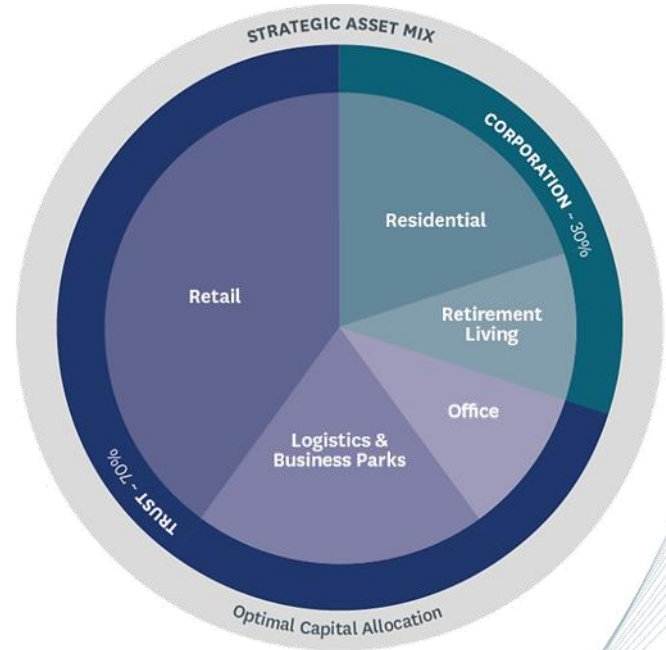 STRATEGIC ASSET MIX
CORPORATION ~ 30%
Residential
Retail
Retirement
Living
Office
Logistics &
Business Parks
TRUST ~ 70%
Optimal Capital Allocation